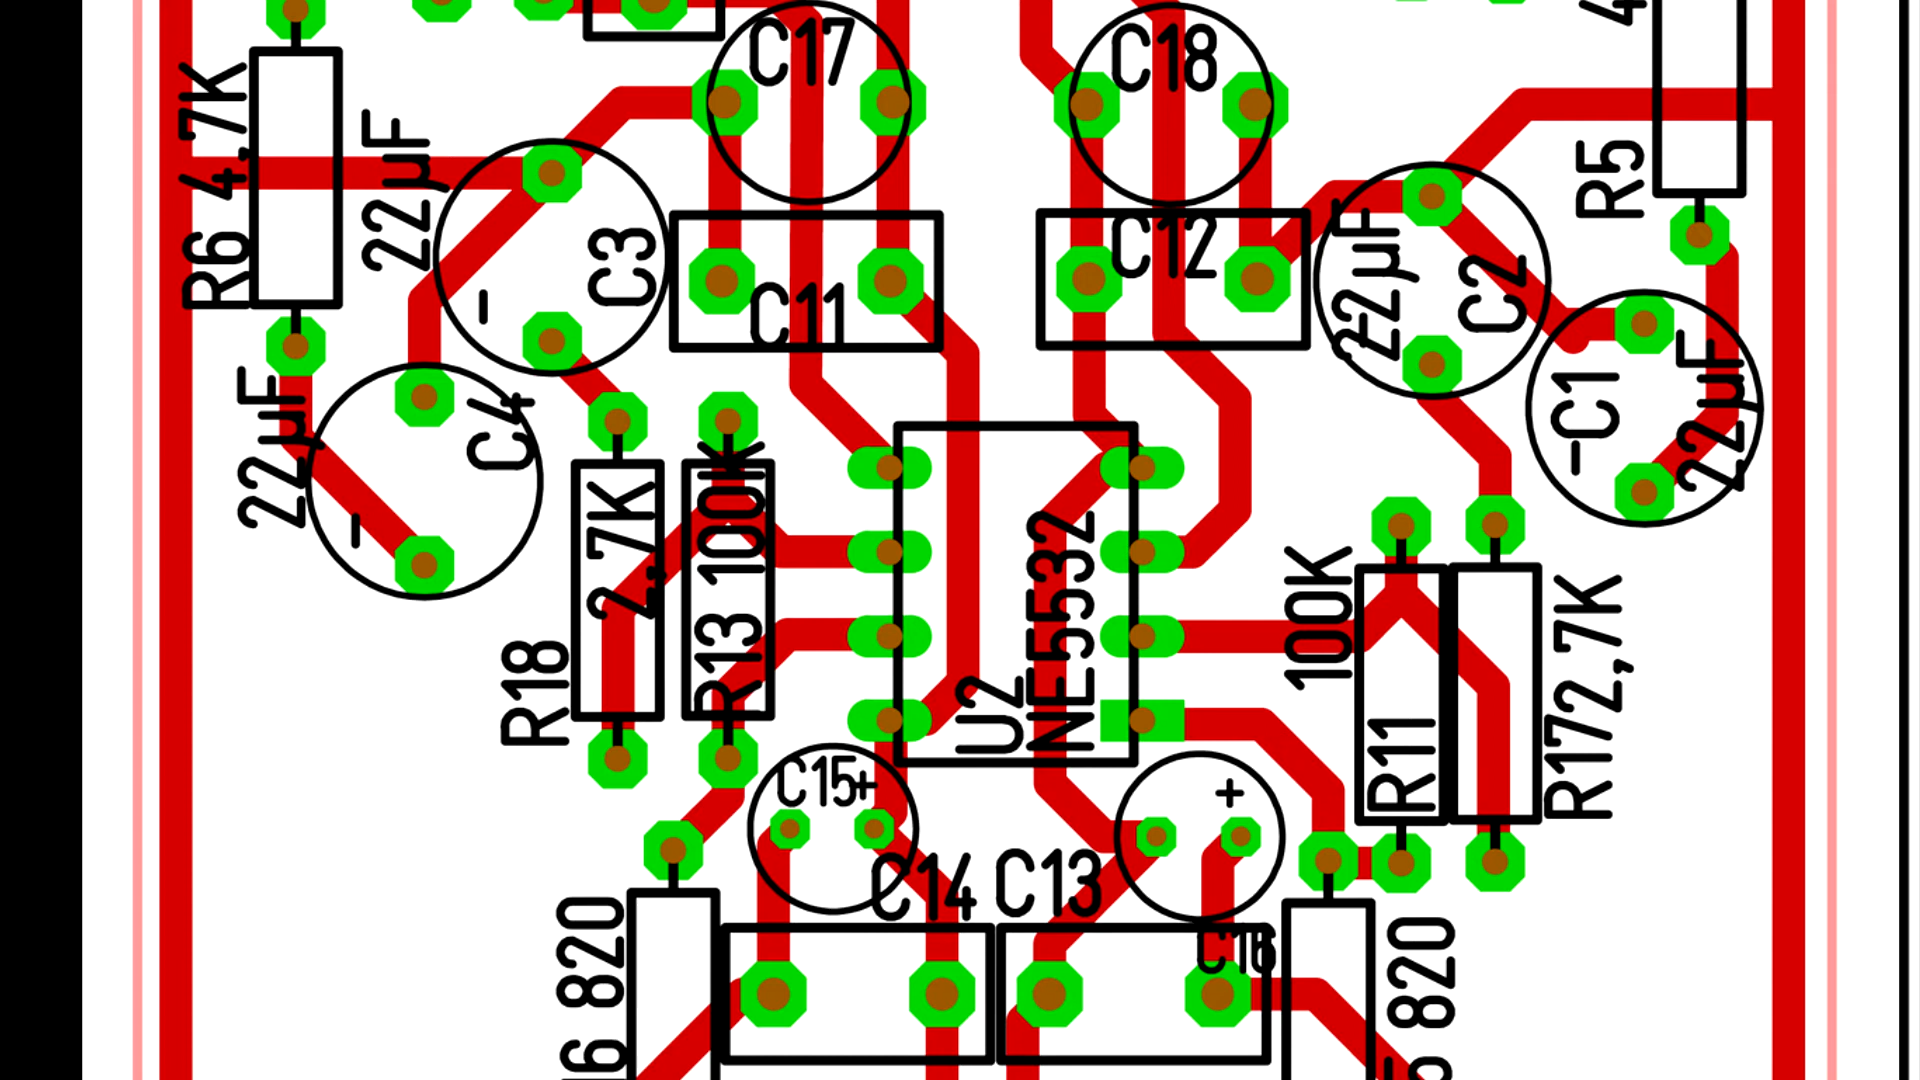 C17
C18
R6 4,7K
22µF
C3
-
C11
C12
22µF
C2
R5
4
C4
22µF
-
C1
-
22µF
2,7K
R18
R13 100K
U2
NE5532
100K
R11
R17 2,7K
C15+
+
C14
C13
C16
820
820